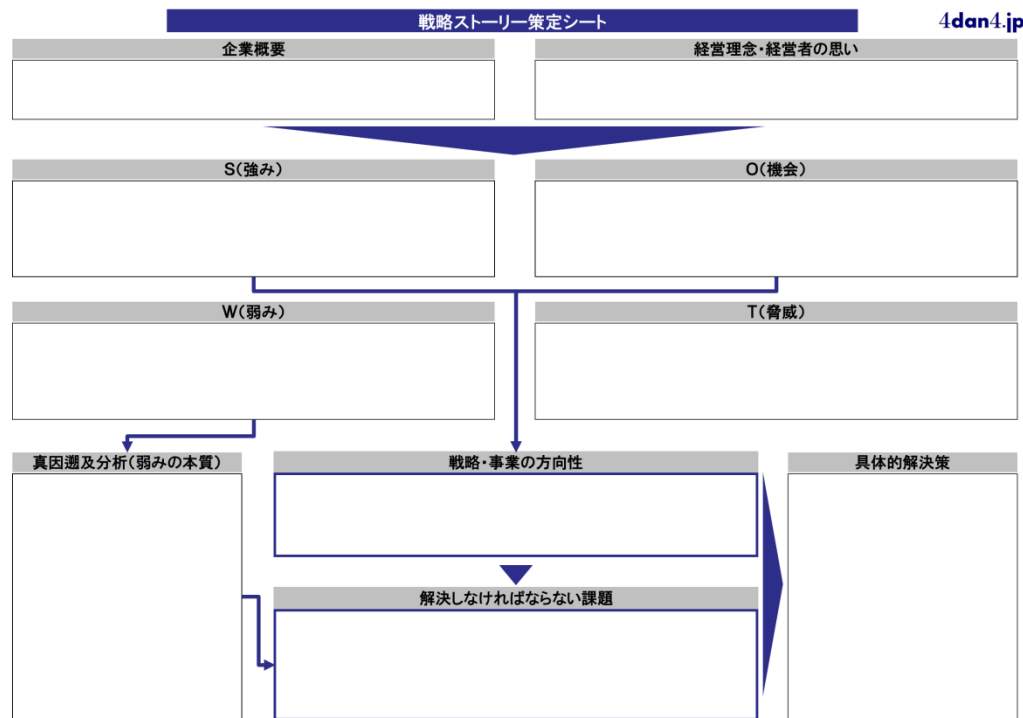 戦略ストーリー策定シート
4dan4.jp
企業概要
経営理念・経営者の思い
S(強み)
O(機会)
W(弱み)
T(脅威)
真因遡及分析(弱みの本質)
戦略・事業の方向性
具体的解決策
解決しなければならない課題